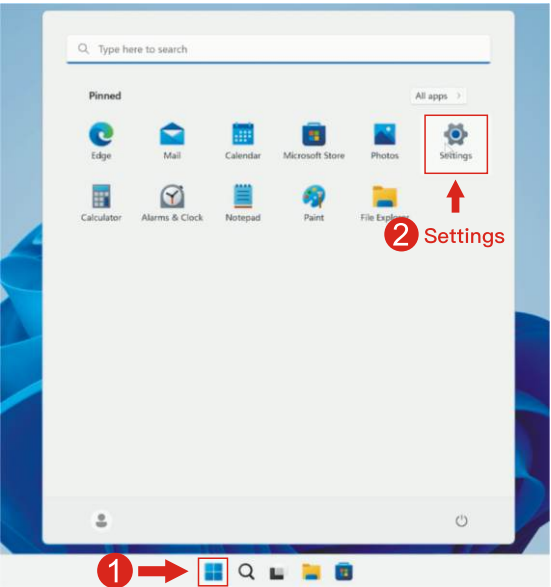 Type here to search
Pinned
All apps >
Edge
Mail
Calendar
Microsoft Store
Photos
Settings
Calculator
Alarms & Clock
Notepad
Paint
File Explorer
2 Settings
1